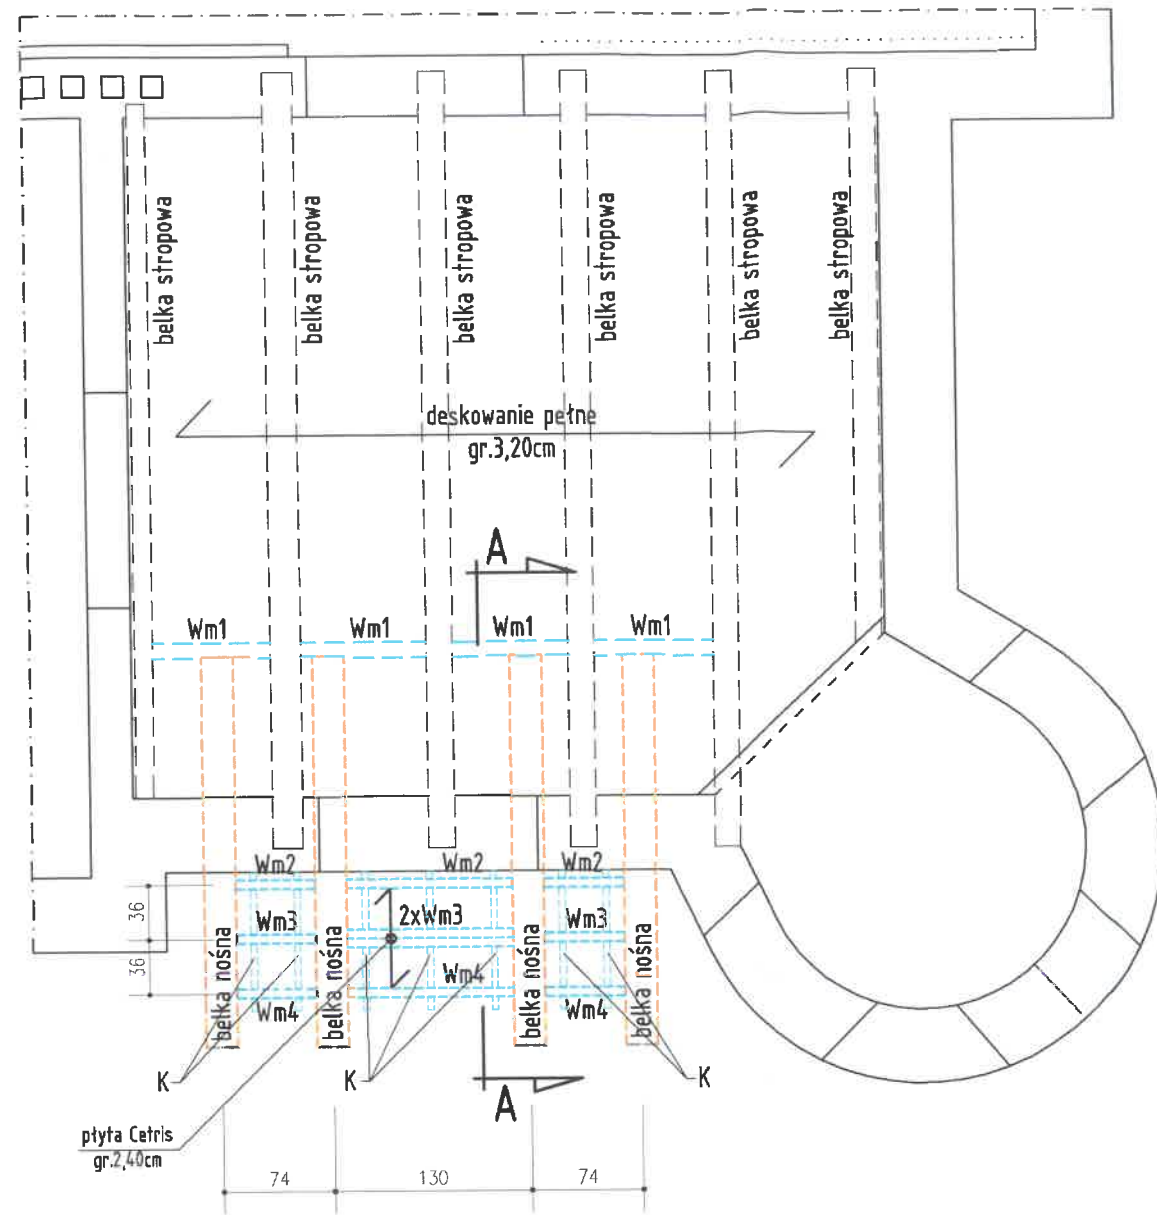 belka stropowa
belka stropowa
belka stropowa
belka stropowa
belka stropowa
belka stropowa
deskowanie pełne
gr.3,20cm
A
Wm1
Wm1
Wm1
Wm1
Wm2
Wm2
Wm2
36
Wm3
2xWm3
Wm3
36
Wm4
Wm4
Wm4
belka nośna
belka nośna
belka nośna
belka nośna
K
K
K
A
płyta Cetris
gr.2,40cm
74
130
74